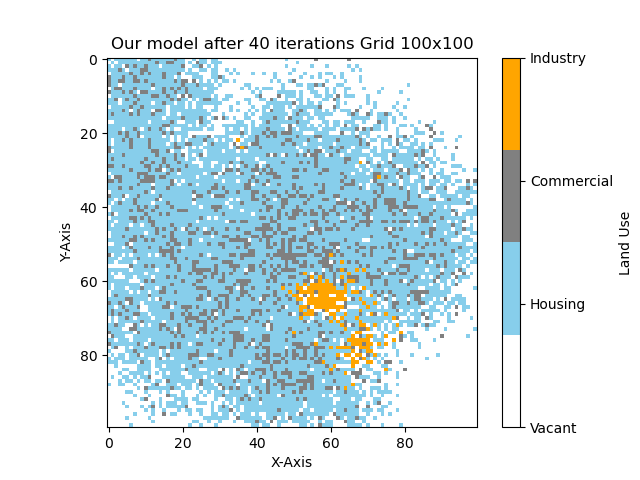 Our model after 40 iterations Grid 100x100
0
20
40
60
80
Y-Axis
0
20
40
60
80
X-Axis
Industry
Commercial
Housing
Vacant
Land Use